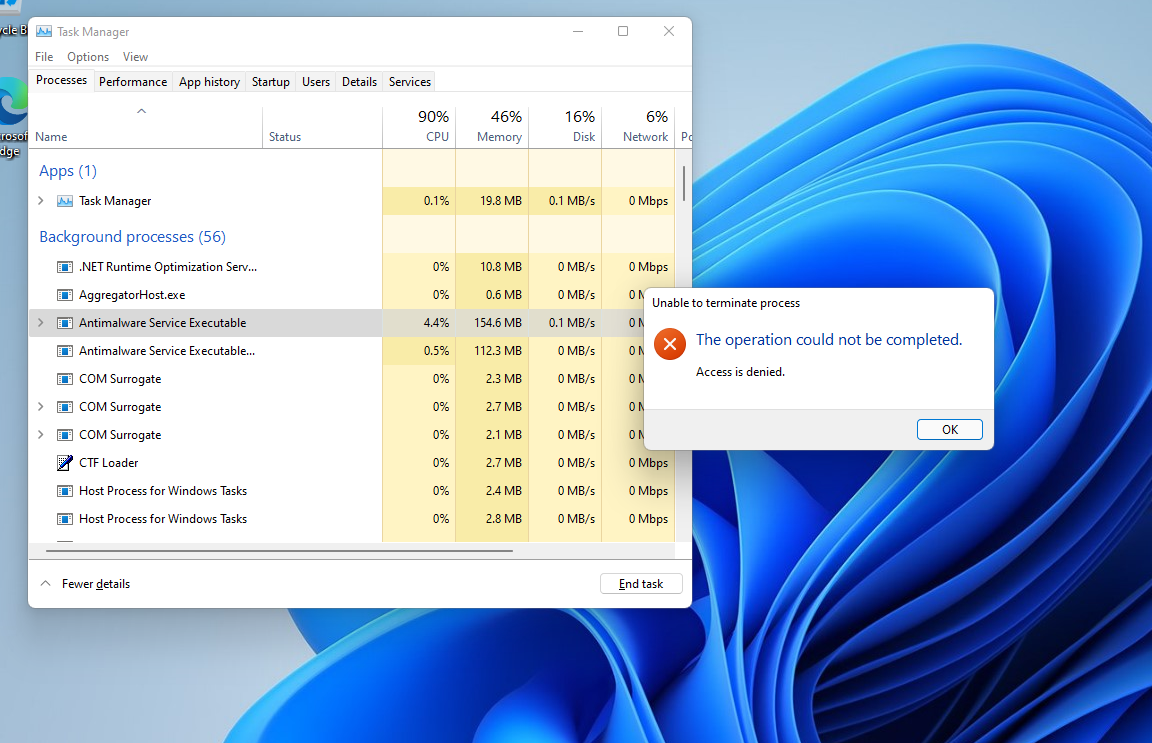 cle B
Microsoft
dge
Task Manager
File Options View
Processes Performance App history Startup Users Details Services
90% 46% 16% 6%
Name Status CPU Memory Disk Network Po
Apps (1)
Task Manager 0.1% 19.8 MB 0.1 MB/s 0 Mbps
Background processes (56)
.NET Runtime Optimization Serv... 0% 10.8 MB 0 MB/s 0 Mbps
AggregatorHost.exe 0% 0.6 MB 0 MB/s 0 M
Antimalware Service Executable 4.4% 154.6 MB 0.1 MB/s 0 M
Antimalware Service Executable... 0.5% 112.3 MB 0 MB/s 0 M
COM Surrogate 0% 2.3 MB 0 MB/s 0 M
COM Surrogate 0% 2.7 MB 0 MB/s 0 M
COM Surrogate 0% 2.1 MB 0 MB/s 0 M
CTF Loader 0% 2.7 MB 0 MB/s 0 Mbps
Host Process for Windows Tasks 0% 2.4 MB 0 MB/s 0 Mbps
Host Process for Windows Tasks 0% 2.8 MB 0 MB/s 0 Mbps
Fewer details
End task
Unable to terminate process
The operation could not be completed.
Access is denied.
OK